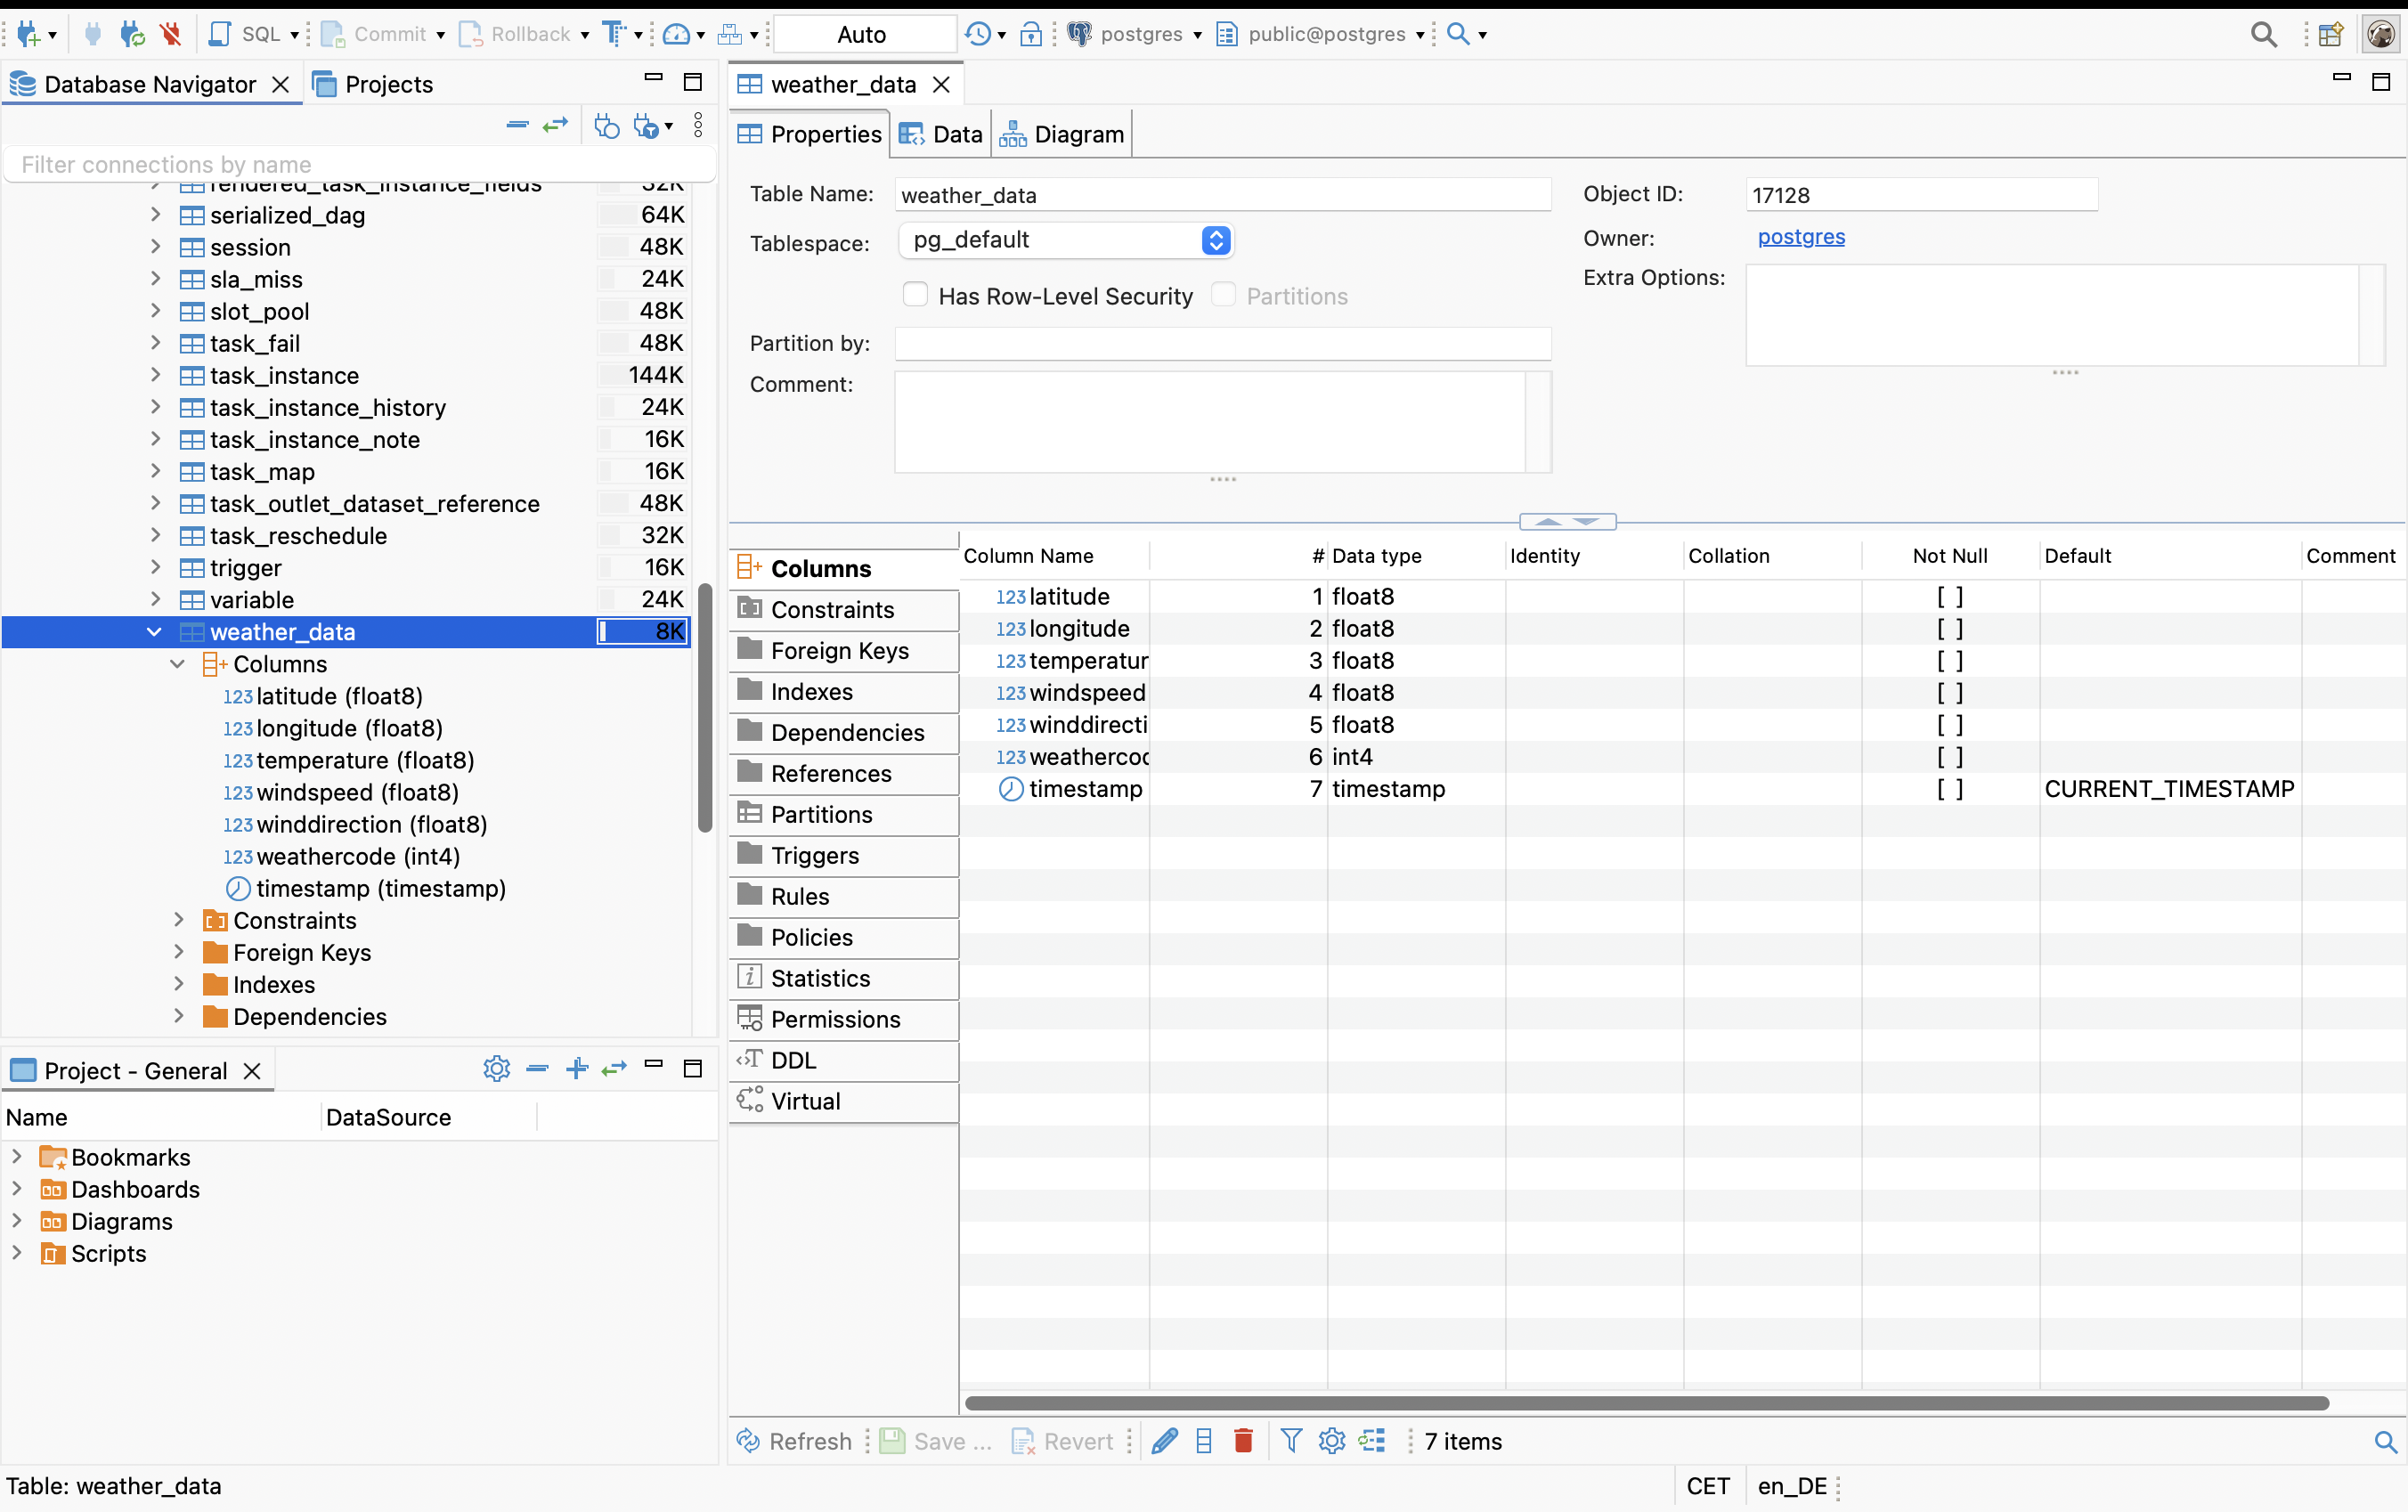 SQL Commit Rollback Auto postgres public@postgres
Database Navigator Projects
Filter connections by name
rendered_task_instance_fields 32K
serialized_dag 64K
session 48K
sla_miss 24K
slot_pool 48K
task_fail 48K
task_instance 144K
task_instance_history 24K
task_instance_note 16K
task_map 16K
task_outlet_dataset_reference 48K
task_reschedule 32K
trigger 16K
variable 24K
weather_data 8K
Columns
123 latitude (float8)
123 longitude (float8)
123 temperature (float8)
123 windspeed (float8)
123 winddirection (float8)
123 weathercode (int4)
timestamp (timestamp)
Constraints
Foreign Keys
Indexes
Dependencies
Project - General
Name DataSource
Bookmarks
Dashboards
Diagrams
Scripts
weather_data
Properties Data Diagram
Table Name: weather_data
Tablespace: pg_default
Has Row-Level Security Partitions
Partition by:
Comment:
Object ID: 17128
Owner: postgres
Extra Options:
Columns
Constraints
Foreign Keys
Indexes
Dependencies
References
Partitions
Triggers
Rules
Policies
Statistics
Permissions
DDL
Virtual
Column Name # Data type Identity Collation Not Null Default Comment
123 latitude 1 float8 [ ]
123 longitude 2 float8 [ ]
123 temperatur 3 float8 [ ]
123 windspeed 4 float8 [ ]
123 winddirecti 5 float8 [ ]
123 weathercod 6 int4 [ ]
timestamp 7 timestamp [ ] CURRENT_TIMESTAMP
Refresh Save ... Revert 7 items
Table: weather_data CET en_DE